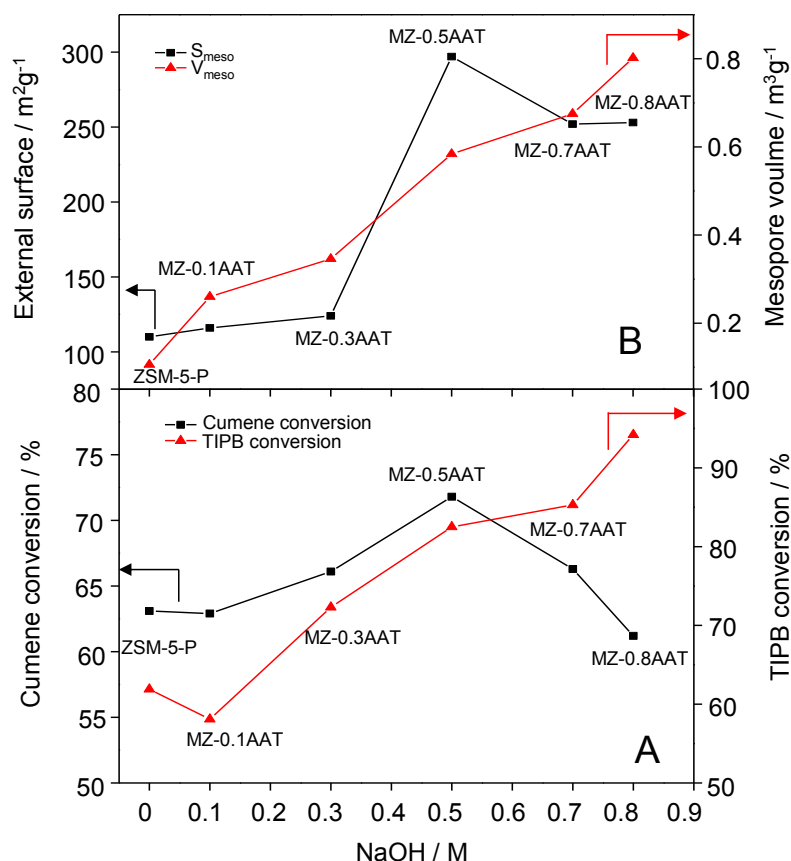 External surface / m²g⁻¹
300
250
200
150
100
S_meso
V_meso
MZ-0.5AAT
MZ-0.8AAT
MZ-0.7AAT
MZ-0.1AAT
MZ-0.3AAT
ZSM-5-P
B
0.8
0.6
0.4
0.2
Mesopore voulme / m³g⁻¹
Cumene conversion / %
80
75
70
65
60
55
50
Cumene conversion
TIPB conversion
MZ-0.5AAT
MZ-0.7AAT
MZ-0.3AAT
ZSM-5-P
MZ-0.8AAT
MZ-0.1AAT
A
100
90
80
70
60
50
TIPB conversion / %
0 0.1 0.2 0.3 0.4 0.5 0.6 0.7 0.8 0.9
NaOH / M